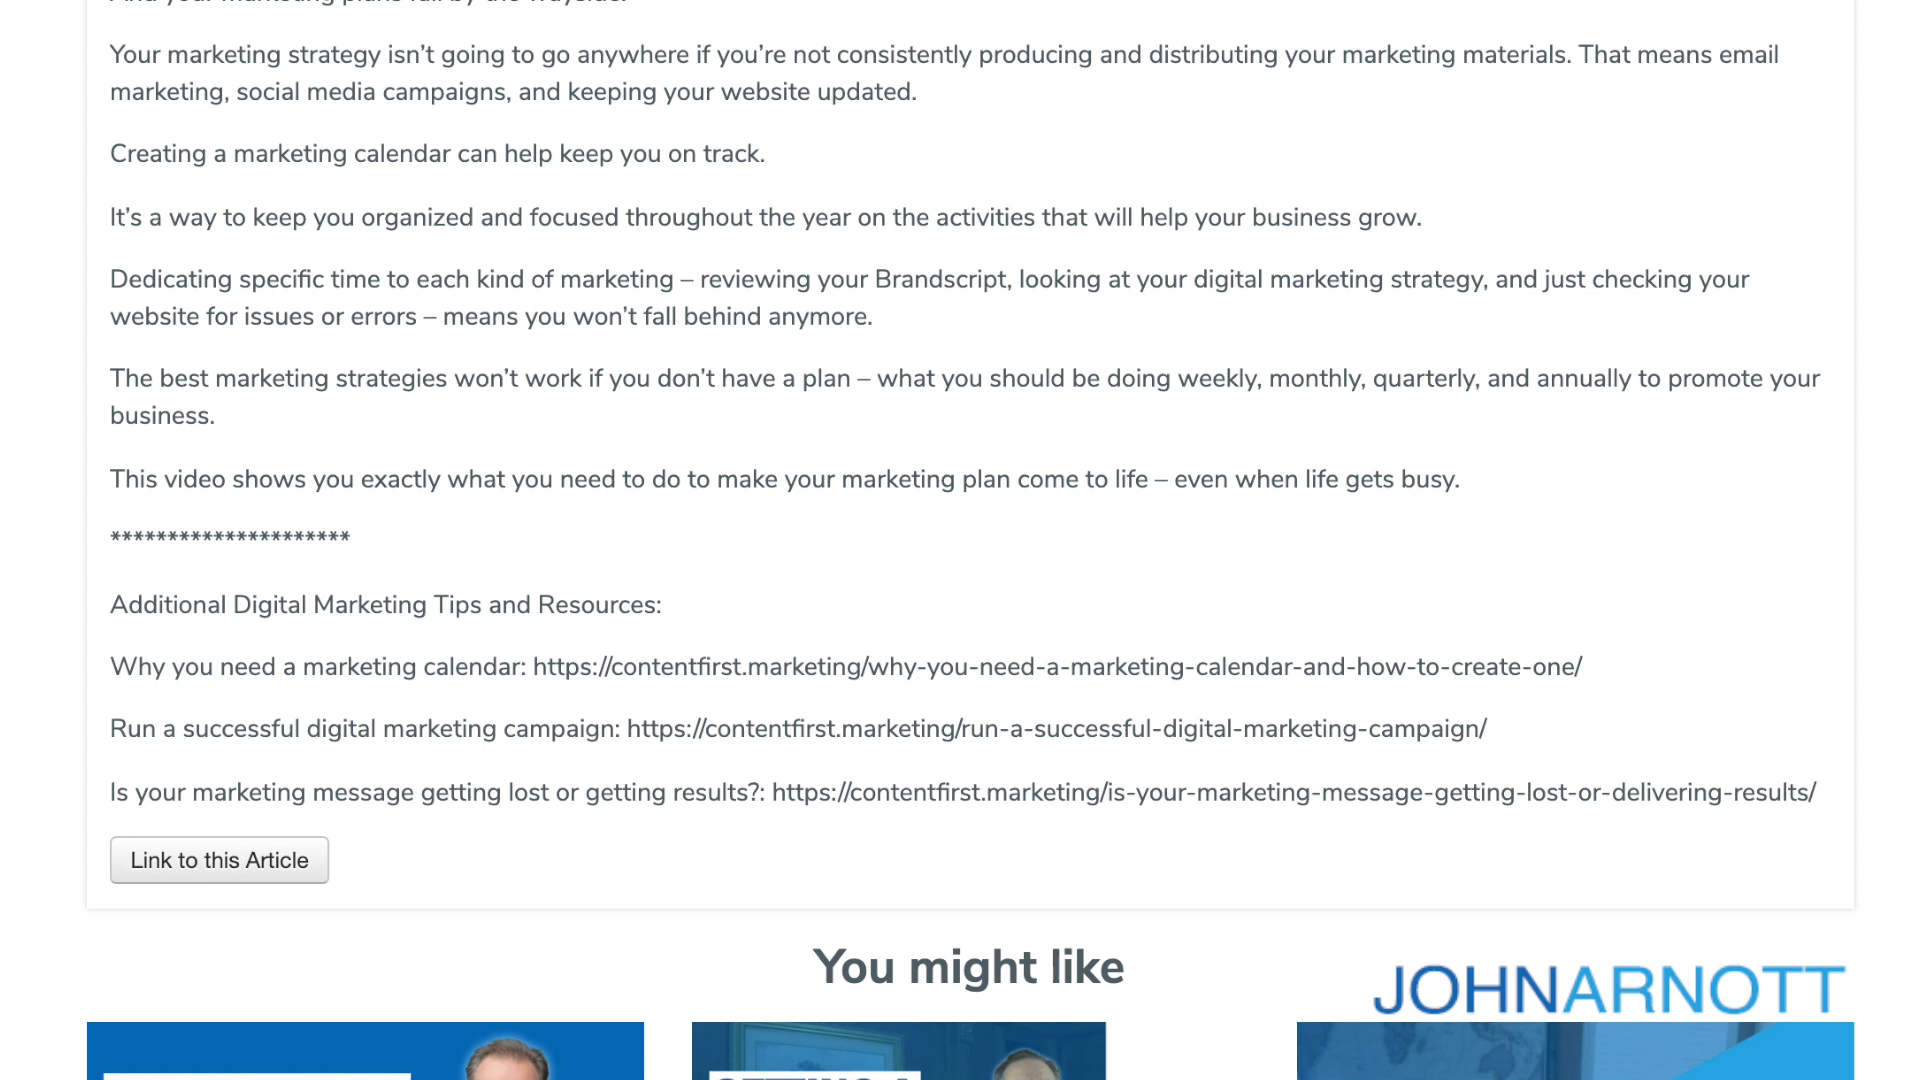 Your marketing strategy isn’t going to go anywhere if you’re not consistently producing and distributing your marketing materials. That means email
marketing, social media campaigns, and keeping your website updated.
Creating a marketing calendar can help keep you on track.
It’s a way to keep you organized and focused throughout the year on the activities that will help your business grow.
Dedicating specific time to each kind of marketing – reviewing your Brandscript, looking at your digital marketing strategy, and just checking your
website for issues or errors – means you won’t fall behind anymore.
The best marketing strategies won’t work if you don’t have a plan – what you should be doing weekly, monthly, quarterly, and annually to promote your
business.
This video shows you exactly what you need to do to make your marketing plan come to life – even when life gets busy.
*********************
Additional Digital Marketing Tips and Resources:
Why you need a marketing calendar: https://contentfirst.marketing/why-you-need-a-marketing-calendar-and-how-to-create-one/
Run a successful digital marketing campaign: https://contentfirst.marketing/run-a-successful-digital-marketing-campaign/
Is your marketing message getting lost or getting results?: https://contentfirst.marketing/is-your-marketing-message-getting-lost-or-delivering-results/
Link to this Article
You might like
JOHNARNOTT